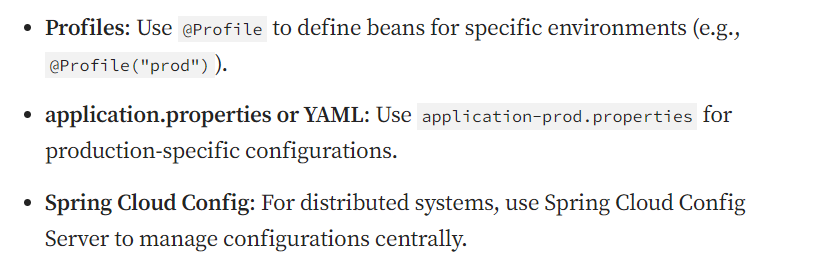 • Profiles: Use @Profile to define beans for specific environments (e.g.,
@Profile("prod")).
• application.properties or YAML: Use application-prod.properties for
production-specific configurations.
• Spring Cloud Config: For distributed systems, use Spring Cloud Config
Server to manage configurations centrally.